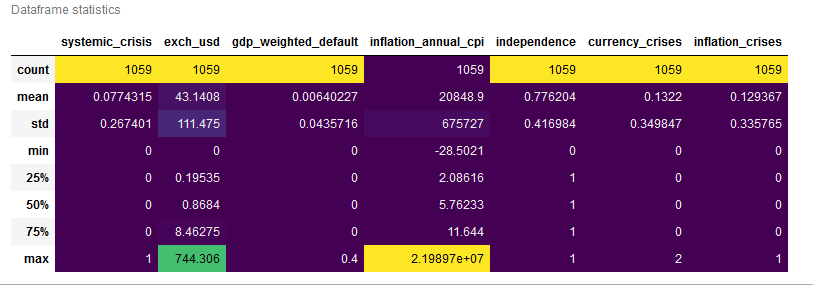 Dataframe statistics
systemic_crisis exch_usd gdp_weighted_default inflation_annual_cpi independence currency_crises inflation_crises
count 1059 1059 1059 1059 1059 1059 1059
mean 0.0774315 43.1408 0.00640227 20848.9 0.776204 0.1322 0.129367
std 0.267401 111.475 0.0435716 675727 0.416984 0.349847 0.335765
min 0 0 0 -28.5021 0 0 0
25% 0 0.19535 0 2.08616 1 0 0
50% 0 0.8684 0 5.76233 1 0 0
75% 0 8.46275 0 11.644 1 0 0
max 1 744.306 0.4 2.19897e+07 1 2 1